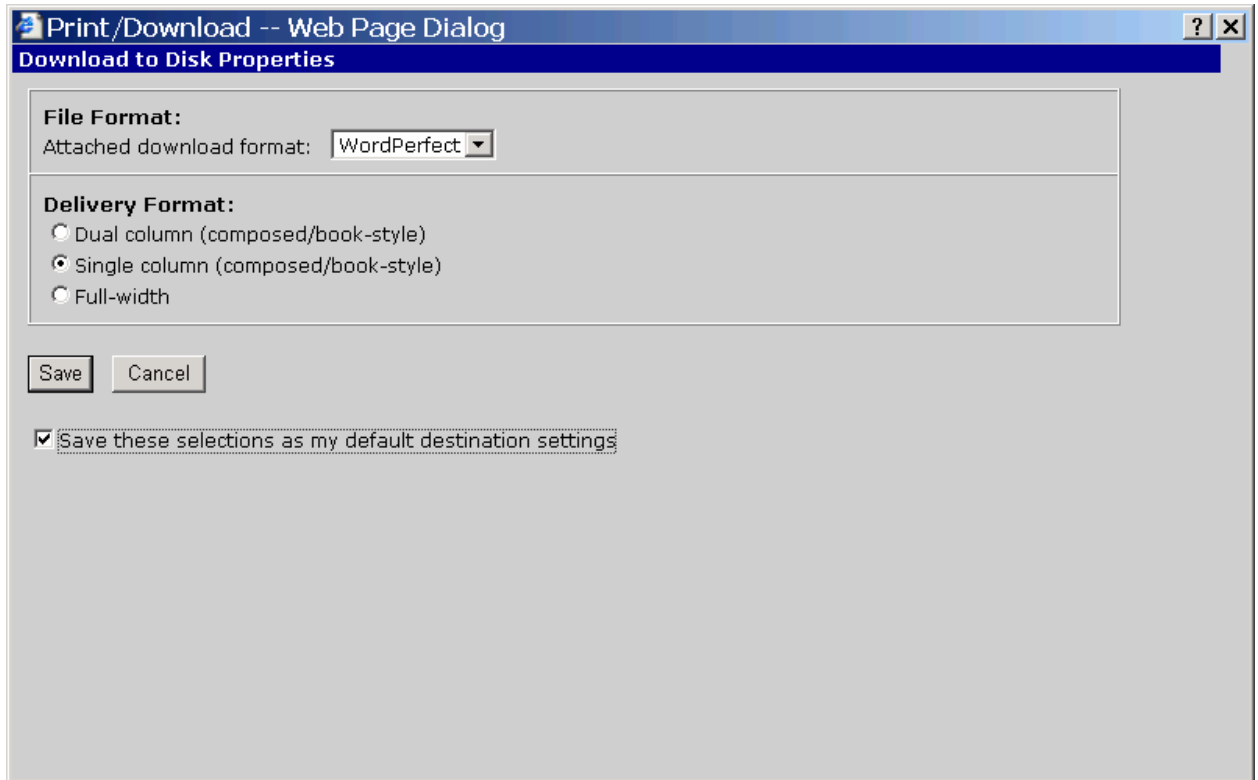 Print/Download -- Web Page Dialog
Download to Disk Properties
File Format:
Attached download format: WordPerfect
Delivery Format:
Dual column (composed/book-style)
Single column (composed/book-style)
Full-width
Save Cancel
Save these selections as my default destination settings